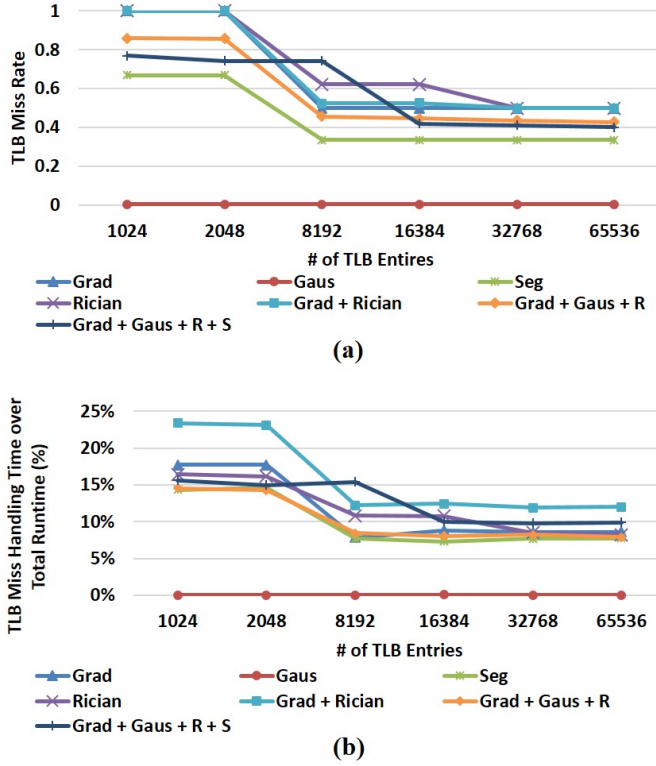 1
0.8
0.6
0.4
0.2
0
TLB Miss Rate
1024 2048 8192 16384 32768 65536
# of TLB Entires
Grad Gaus Seg
Rician Grad + Rician Grad + Gaus + R
Grad + Gaus + R + S
(a)
25%
20%
15%
10%
5%
0%
TLB Miss Handling Time over
Total Runtime (%)
1024 2048 8192 16384 32768 65536
# of TLB Entries
Grad Gaus Seg
Rician Grad + Rician Grad + Gaus + R
Grad + Gaus + R + S
(b)